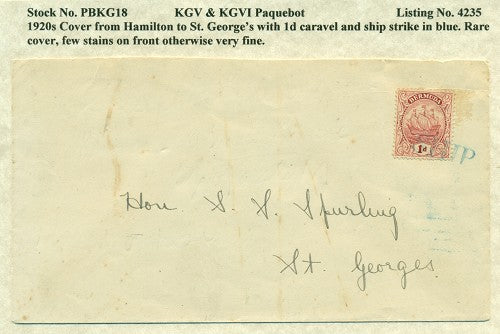 Stock No. PBKG18 KGV & KGVI Paquebot Listing No. 4235
1920s Cover from Hamilton to St. George's with 1d caravel and ship strike in blue. Rare
cover, few stains on front otherwise very fine.
BERMUDA
1d
Hon. S. S. Spurling
St. Georges